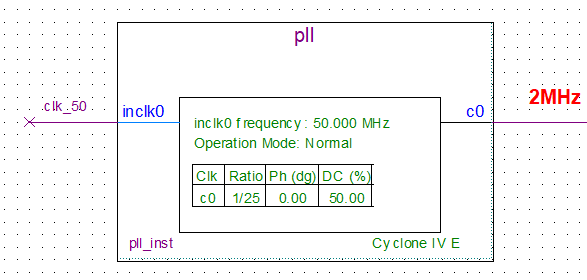 pll
clk_50
inclk0
c0
2MHz
inclk0 frequency: 50.000 MHz
Operation Mode: Normal
Clk Ratio Ph (dg) DC (%)
c0 1/25 0.00 50.00
pll_inst
Cyclone IV E